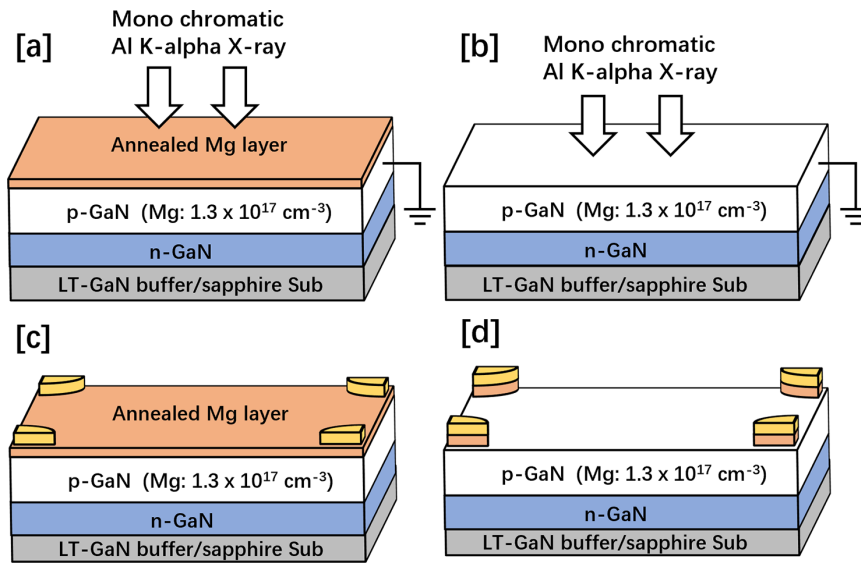 [a]
Mono chromatic
Al K-alpha X-ray
Annealed Mg layer
p-GaN (Mg: 1.3 x 10¹⁷ cm⁻³)
n-GaN
LT-GaN buffer/sapphire Sub
[b]
Mono chromatic
Al K-alpha X-ray
p-GaN (Mg: 1.3 x 10¹⁷ cm⁻³)
n-GaN
LT-GaN buffer/sapphire Sub
[c]
Annealed Mg layer
p-GaN (Mg: 1.3 x 10¹⁷ cm⁻³)
n-GaN
LT-GaN buffer/sapphire Sub
[d]
p-GaN (Mg: 1.3 x 10¹⁷ cm⁻³)
n-GaN
LT-GaN buffer/sapphire Sub